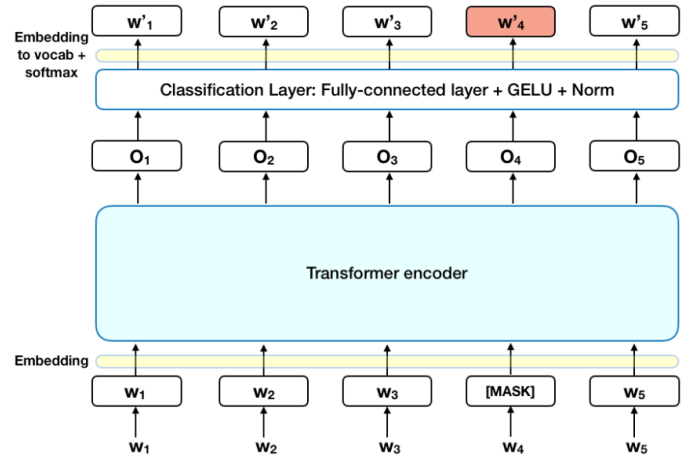 Embedding
to vocab +
softmax
w'₁ w'₂ w'₃ w'₄ w'₅
Classification Layer: Fully-connected layer + GELU + Norm
O₁ O₂ O₃ O₄ O₅
Transformer encoder
Embedding
w₁ w₂ w₃ [MASK] w₅
w₁ w₂ w₃ w₄ w₅